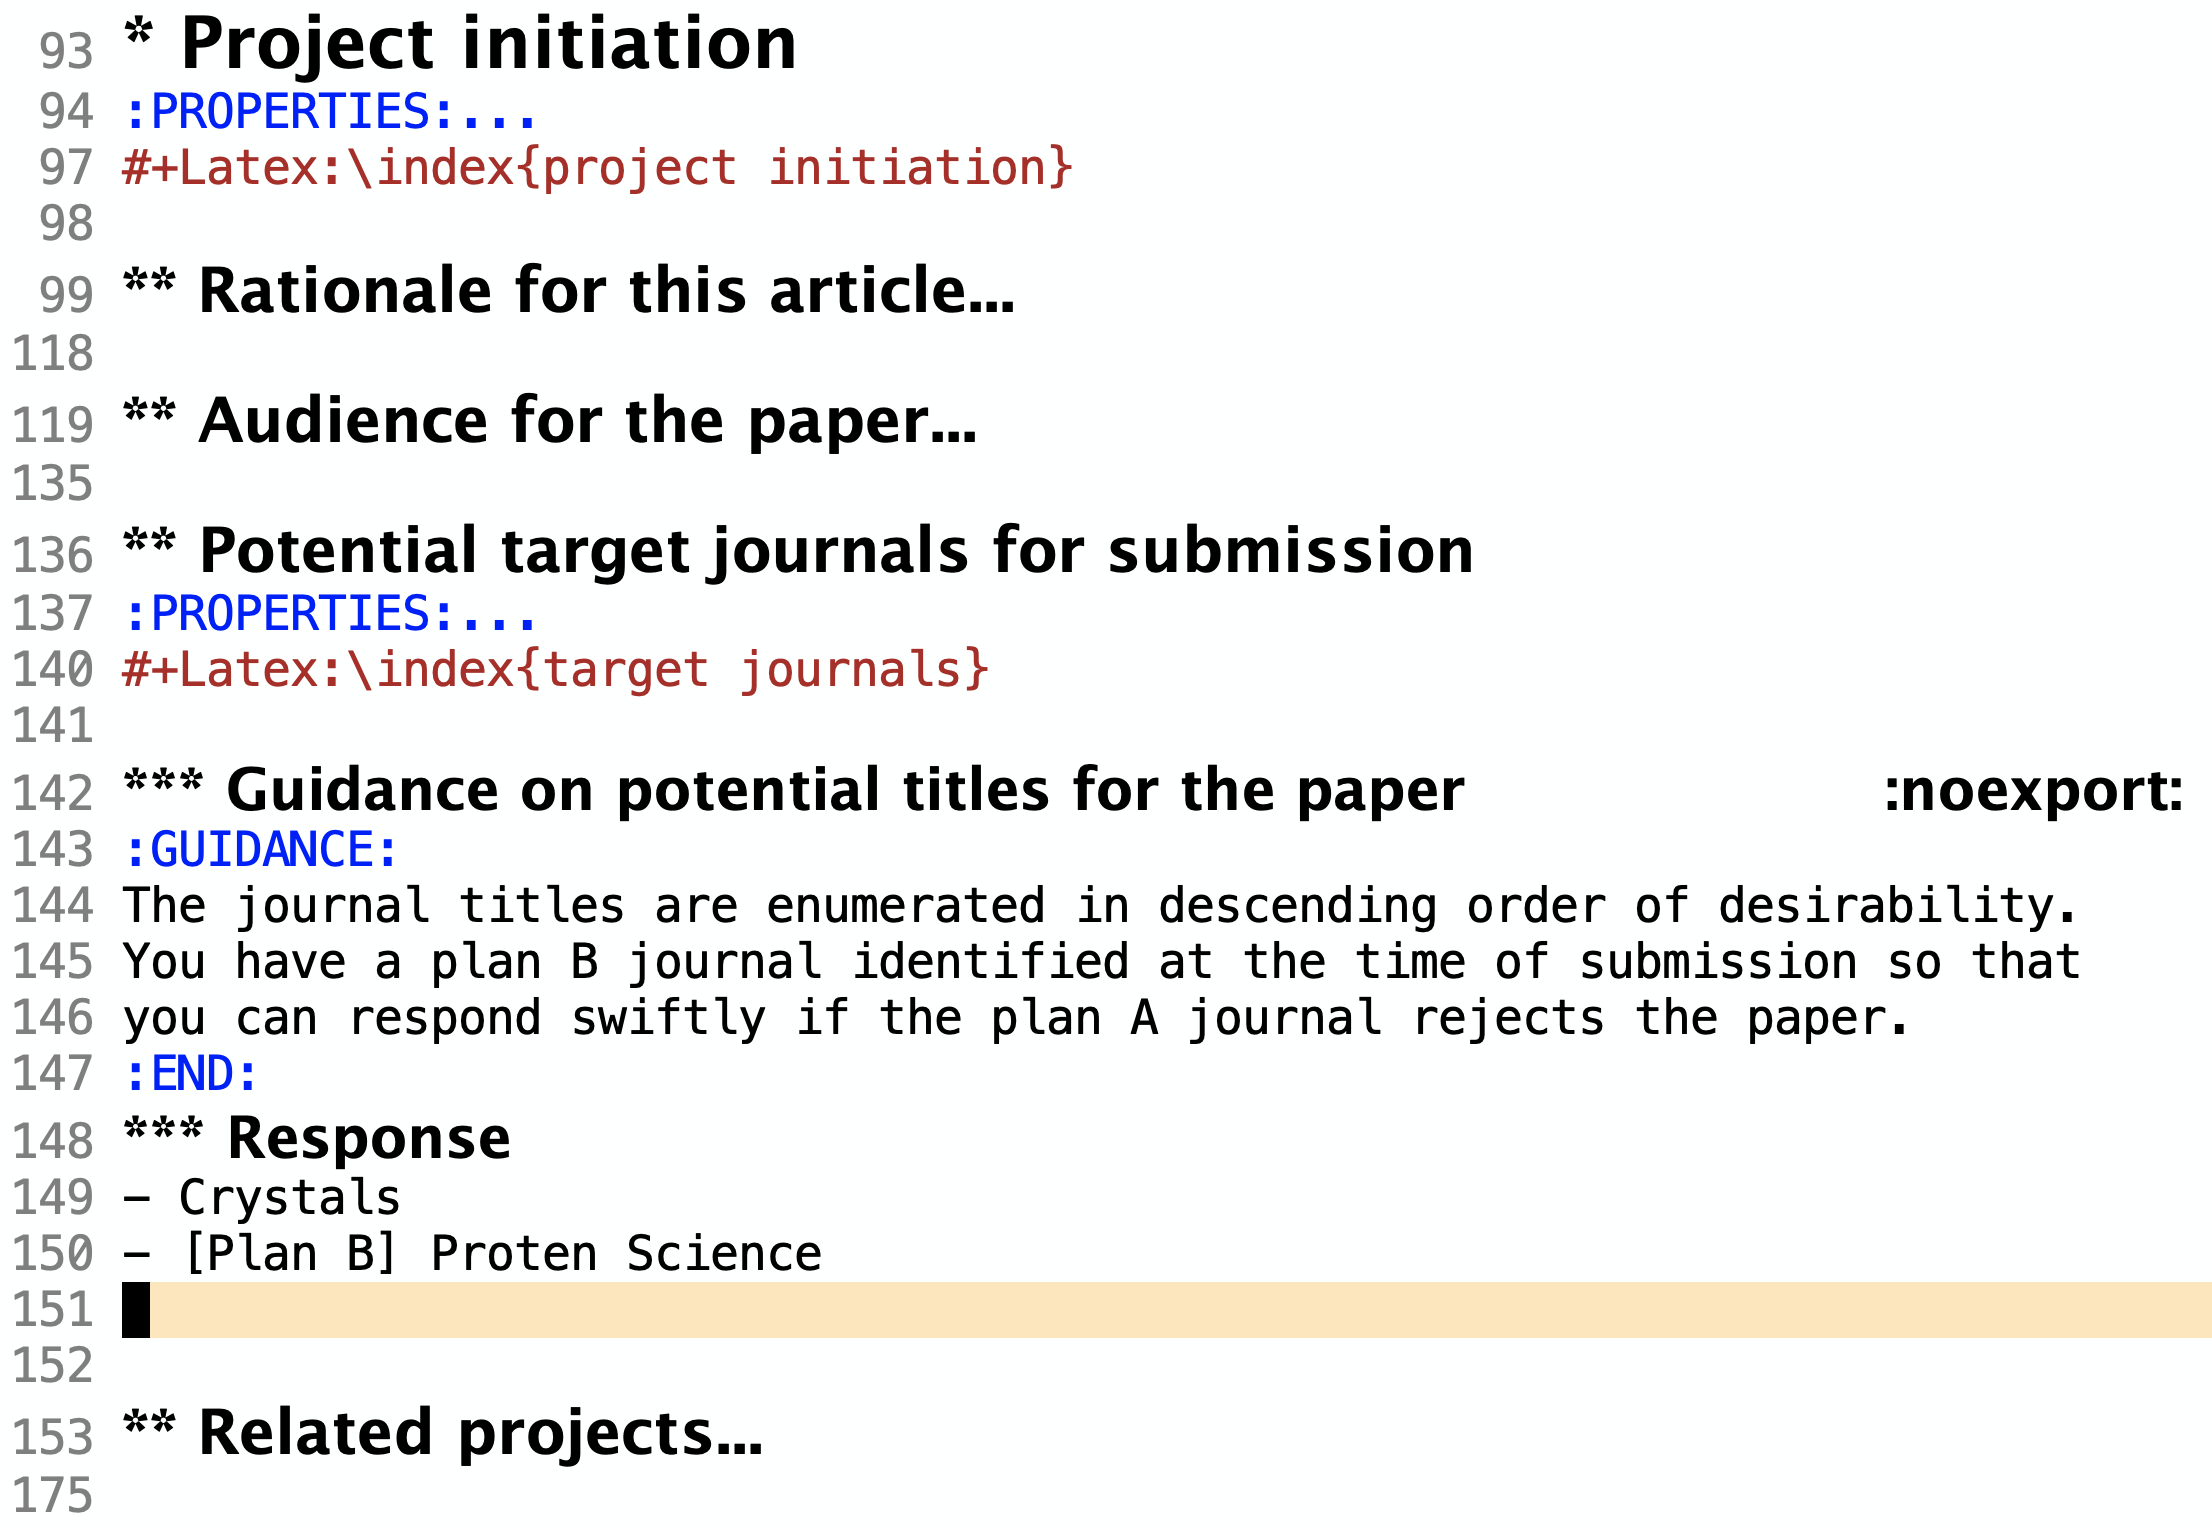 93 * Project initiation
94 :PROPERTIES:...
97 #+Latex:\index{project initiation}
98
99 ** Rationale for this article...
118
119 ** Audience for the paper...
135
136 ** Potential target journals for submission
137 :PROPERTIES:...
140 #+Latex:\index{target journals}
141
142 *** Guidance on potential titles for the paper :noexport:
143 :GUIDANCE:
144 The journal titles are enumerated in descending order of desirability.
145 You have a plan B journal identified at the time of submission so that
146 you can respond swiftly if the plan A journal rejects the paper.
147 :END:
148 *** Response
149 – Crystals
150 – [Plan B] Proten Science
151
152
153 ** Related projects...
175